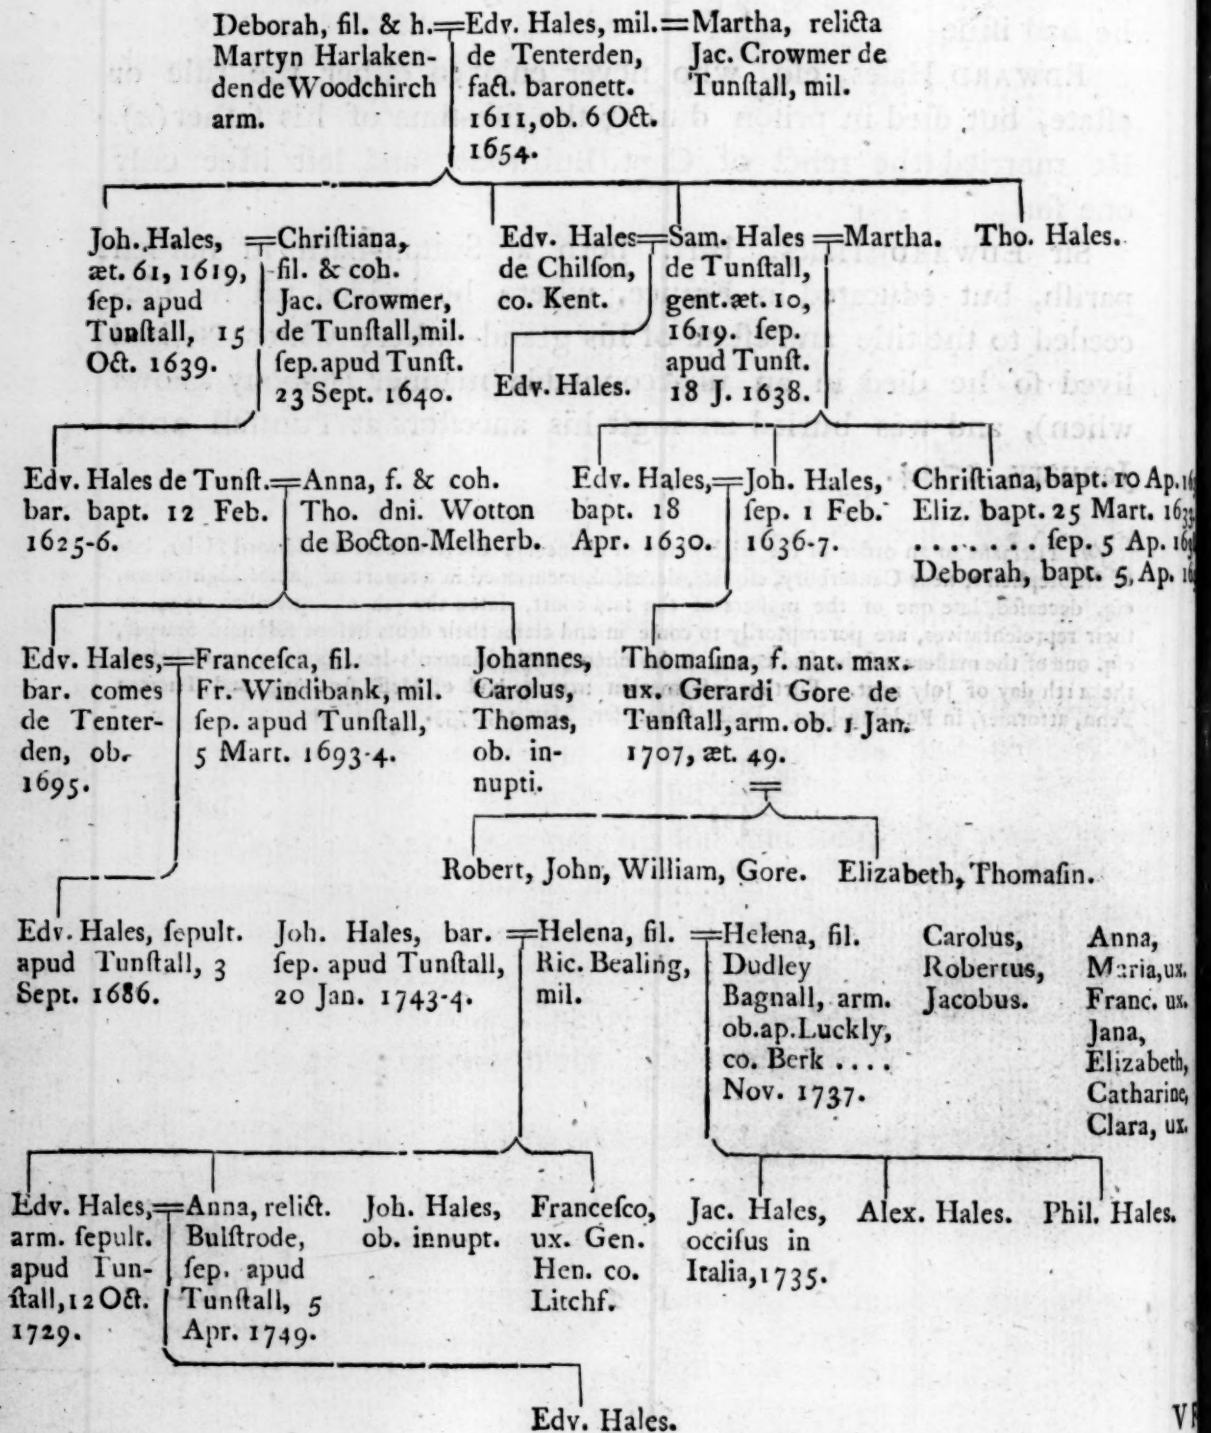 Deborah, fil. & h.
Martyn Harlaken-
den de Woodchirch
arm.
Edv. Hales, mil.
de Tenterden,
fact. baronett.
1611, ob. 6 Oct.
1654.
Martha, relicta
Jac. Crowmer de
Tunſtall, mil.
Joh. Hales,
æt. 61, 1619,
ſep. apud
Tunſtall, 15
Oct. 1639.
Chriſtiana,
fil. & coh.
Jac. Crowmer,
de Tunſtall, mil.
ſep. apud Tunſt.
23 Sept. 1640.
Edv. Hales
de Chilſon,
co. Kent.
Edv. Hales.
Sam. Hales
de Tunſtall,
gent. æt. 10,
1619. ſep.
apud Tunſt.
18 J. 1638.
Martha.
Tho. Hales.
Edv. Hales de Tunſt.
bar. bapt. 12 Feb.
1625-6.
Anna, f. & coh.
Tho. dni. Wotton
de Bocton-Melherb.
Edv. Hales,
bapt. 18
Apr. 1630.
Joh. Hales,
ſep. 1 Feb.
1636-7.
Chriſtiana, bapt. 10 Ap.
Eliz. bapt. 25 Mart.
. . . . . . . ſep. 5 Ap.
Deborah, bapt. 5, Ap.
Edv. Hales,
bar. comes
de Tenter-
den, ob.
1695.
Franceſca, fil.
Fr. Windibank, mil.
ſep. apud Tunſtall,
5 Mart. 1693-4.
Johannes,
Carolus,
Thomas,
ob. in-
nupti.
Thomaſina, f. nat. max.
ux. Gerardi Gore de
Tunſtall, arm. ob. 1 Jan.
1707, æt. 49.
Robert, John, William, Gore.
Elizabeth, Thomaſin.
Edv. Hales, ſepult.
apud Tunſtall, 3
Sept. 1686.
Joh. Hales, bar.
ſep. apud Tunſtall,
20 Jan. 1743-4.
Helena, fil.
Ric. Bealing,
mil.
Helena, fil.
Dudley
Bagnall, arm.
ob. ap. Luckly,
co. Berk . . . .
Nov. 1737.
Carolus,
Robertus,
Jacobus.
Anna,
Maria, ux.
Franc. ux.
Jana,
Elizabeth,
Catharine,
Clara, ux.
Edv. Hales,
arm. ſepult.
apud Tun-
ſtall, 12 Oct.
1729.
Anna, relict.
Bulſtrode,
ſep. apud
Tunſtall, 5
Apr. 1749.
Joh. Hales,
ob. innupt.
Franceſco,
ux. Gen.
Hen. co.
Litchf.
Jac. Hales,
occiſus in
Italia, 1735.
Alex. Hales.
Phil. Hales.
Edv. Hales.